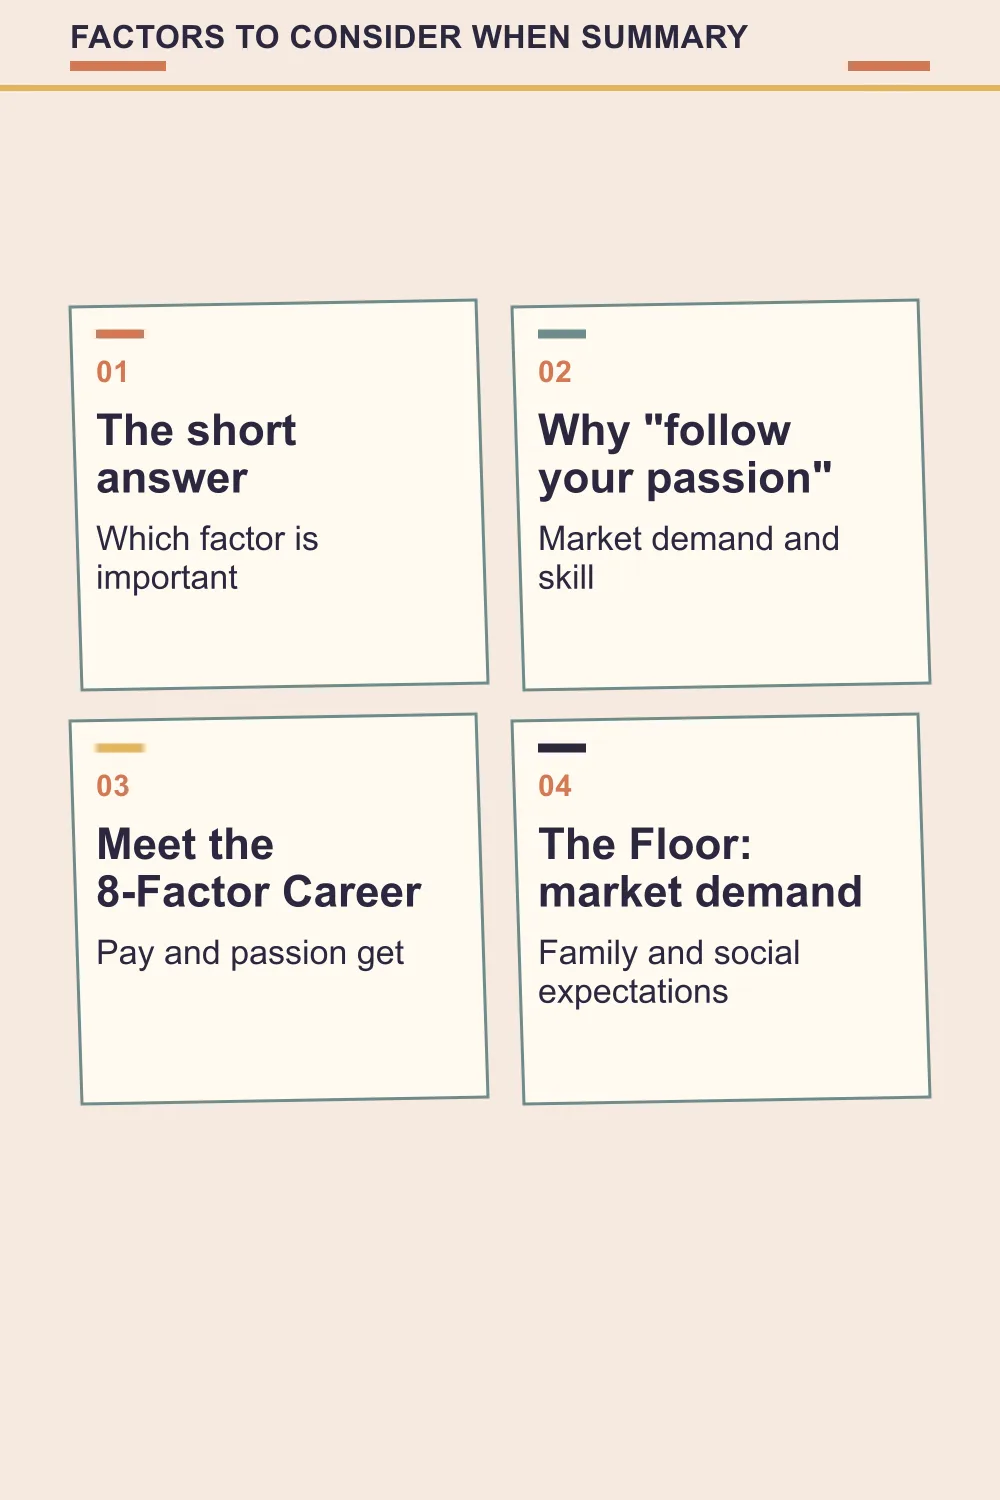 FACTORS TO CONSIDER WHEN SUMMARY
01
The short
answer
Which factor is
important
02
Why "follow
your passion"
Market demand and
skill
03
Meet the
8-Factor Career
Pay and passion get
04
The Floor:
market demand
Family and social
expectations